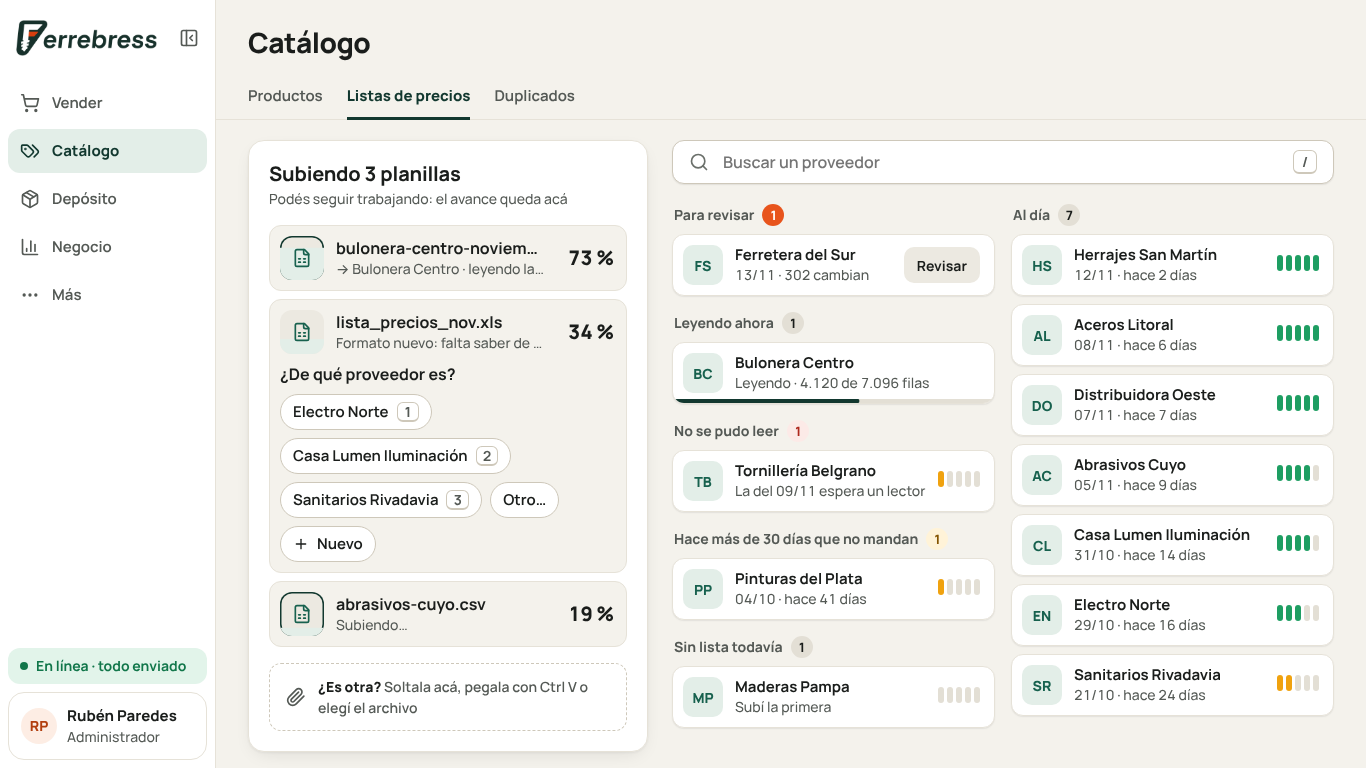 Ferrebress
Vender
Catálogo
Depósito
Negocio
Más
En línea · todo enviado
RP
Rubén Paredes
Administrador
Catálogo
Productos
Listas de precios
Duplicados
Subiendo 3 planillas
Podés seguir trabajando: el avance queda acá
bulonera-centro-noviem…
→ Bulonera Centro · leyendo la…
73 %
lista_precios_nov.xls
Formato nuevo: falta saber de …
34 %
¿De qué proveedor es?
Electro Norte 1
Casa Lumen Iluminación 2
Sanitarios Rivadavia 3
Otro…
+ Nuevo
abrasivos-cuyo.csv
Subiendo…
19 %
¿Es otra? Soltala acá, pegala con Ctrl V o
elegí el archivo
Buscar un proveedor
/
Para revisar 1
FS
Ferretera del Sur
13/11 · 302 cambian
Revisar
Leyendo ahora 1
BC
Bulonera Centro
Leyendo · 4.120 de 7.096 filas
No se pudo leer 1
TB
Tornillería Belgrano
La del 09/11 espera un lector
Hace más de 30 días que no mandan 1
PP
Pinturas del Plata
04/10 · hace 41 días
Sin lista todavía 1
MP
Maderas Pampa
Subí la primera
Al día 7
HS
Herrajes San Martín
12/11 · hace 2 días
AL
Aceros Litoral
08/11 · hace 6 días
DO
Distribuidora Oeste
07/11 · hace 7 días
AC
Abrasivos Cuyo
05/11 · hace 9 días
CL
Casa Lumen Iluminación
31/10 · hace 14 días
EN
Electro Norte
29/10 · hace 16 días
SR
Sanitarios Rivadavia
21/10 · hace 24 días